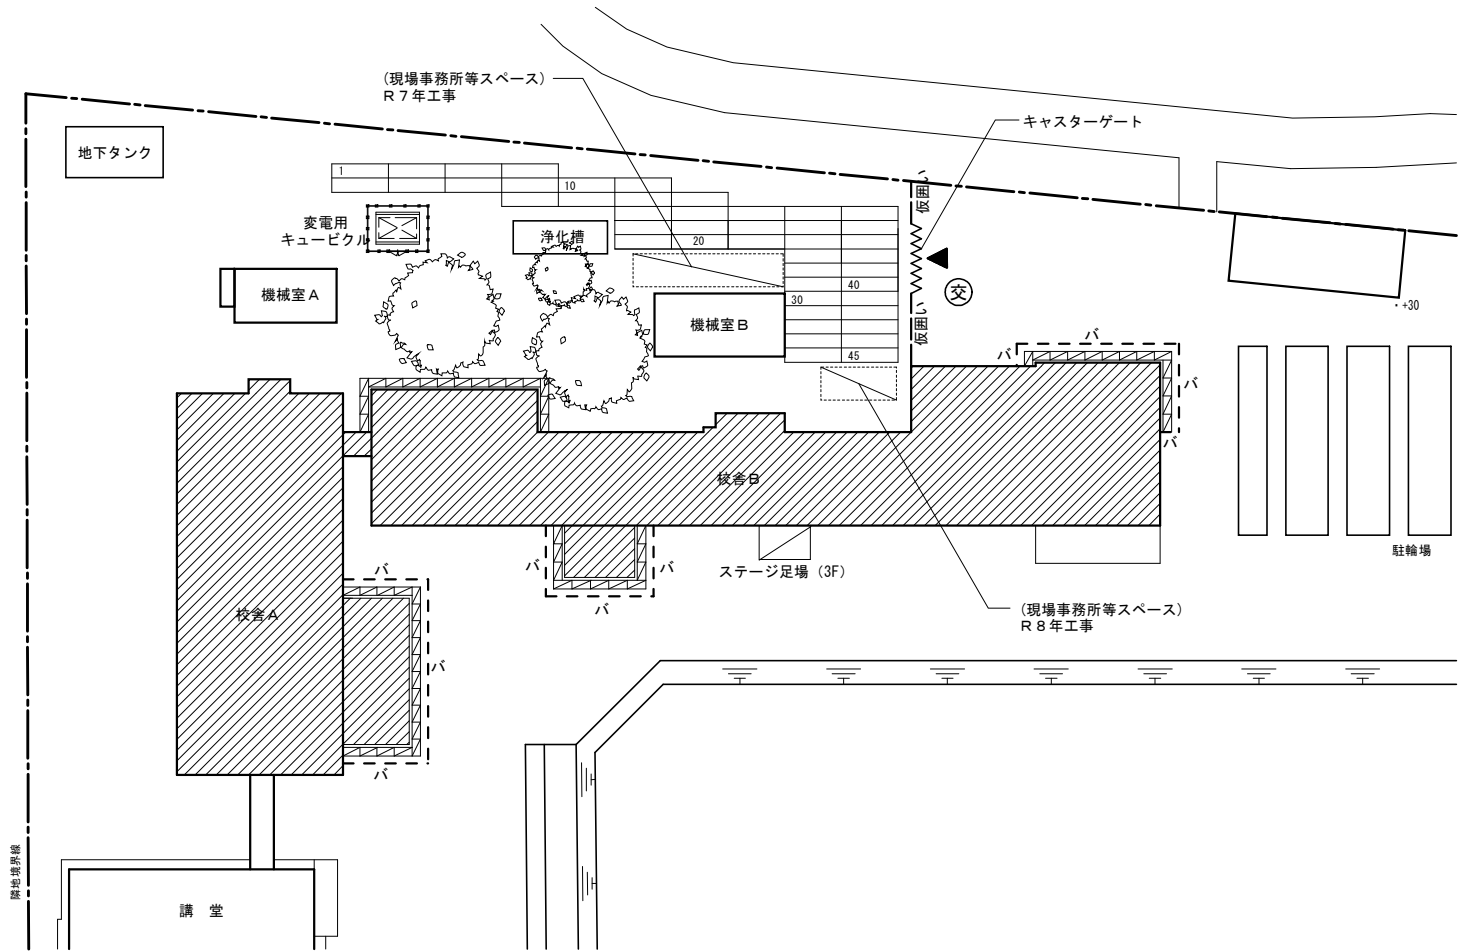 (現場事務所等スペース)
R7年工事
キャスターゲート
地下タンク
1
10
仮囲い
変電用
キュービクル
浄化槽
20
40
交
機械室A
30
機械室B
・+30
仮囲い
45
バ
バ
バ
バ
校舎B
駐輪場
ステージ足場(3F)
バ
バ
バ
バ
(現場事務所等スペース)
R8年工事
校舎A
バ
バ
隣地境界線
講 堂